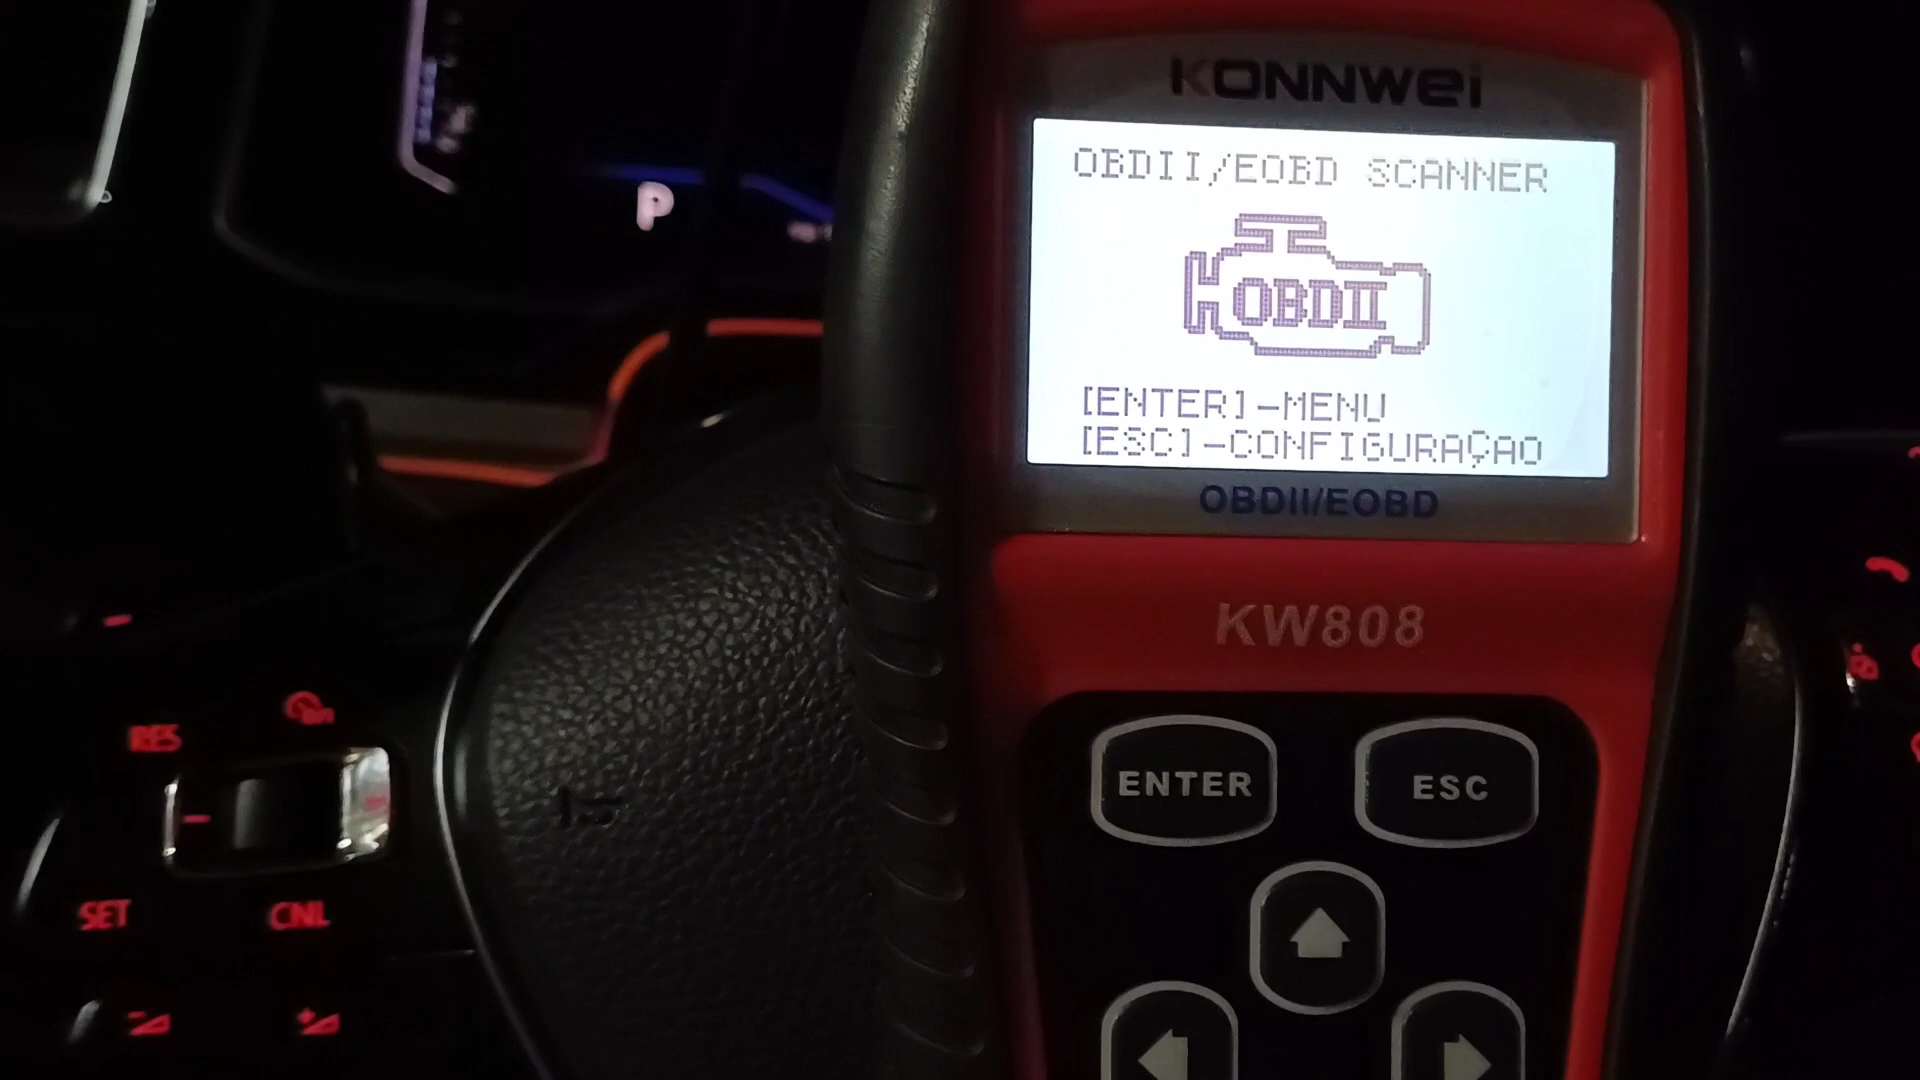 P
KONNWEI
OBDII/EOBD SCANNER
OBDII
[ENTER]-MENU
[ESC]-CONFIGURAÇAO
OBDII/EOBD
KW808
ENTER
ESC
RES
SET
CNL